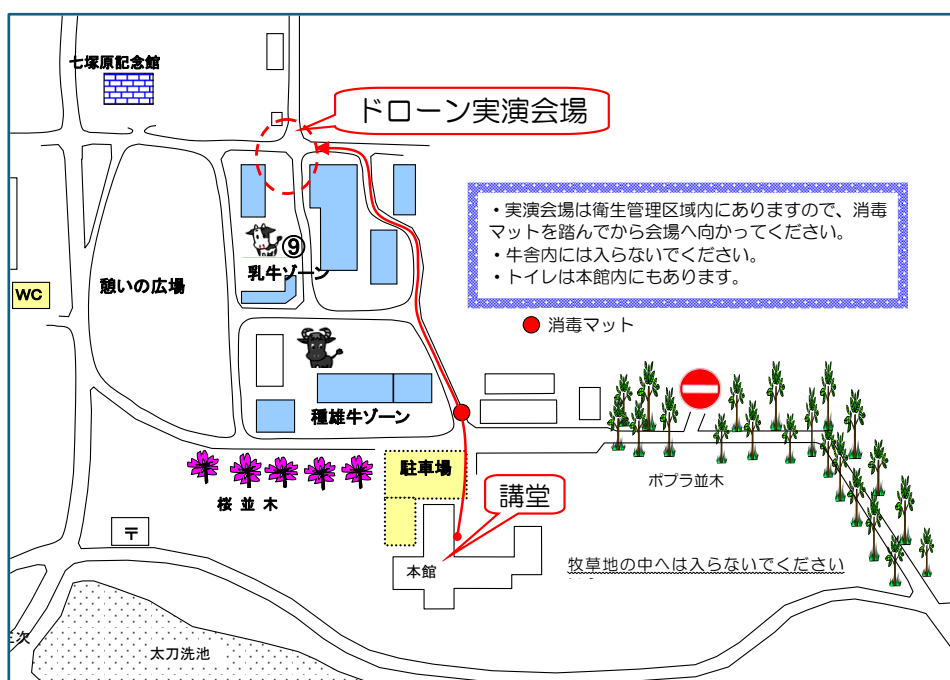 七塚原記念館
ドローン実演会場
・実演会場は衛生管理区域内にありますので、消毒
マットを踏んでから会場へ向かってください。
・牛舎内には入らないでください。
・トイレは本館内にもあります。
⑨
乳牛ゾーン
憩いの広場
WC
消毒マット
種雄牛ゾーン
駐車場
講堂
ポプラ並木
桜並木
〒
本館
牧草地の中へは入らないでください
次
太刀洗池